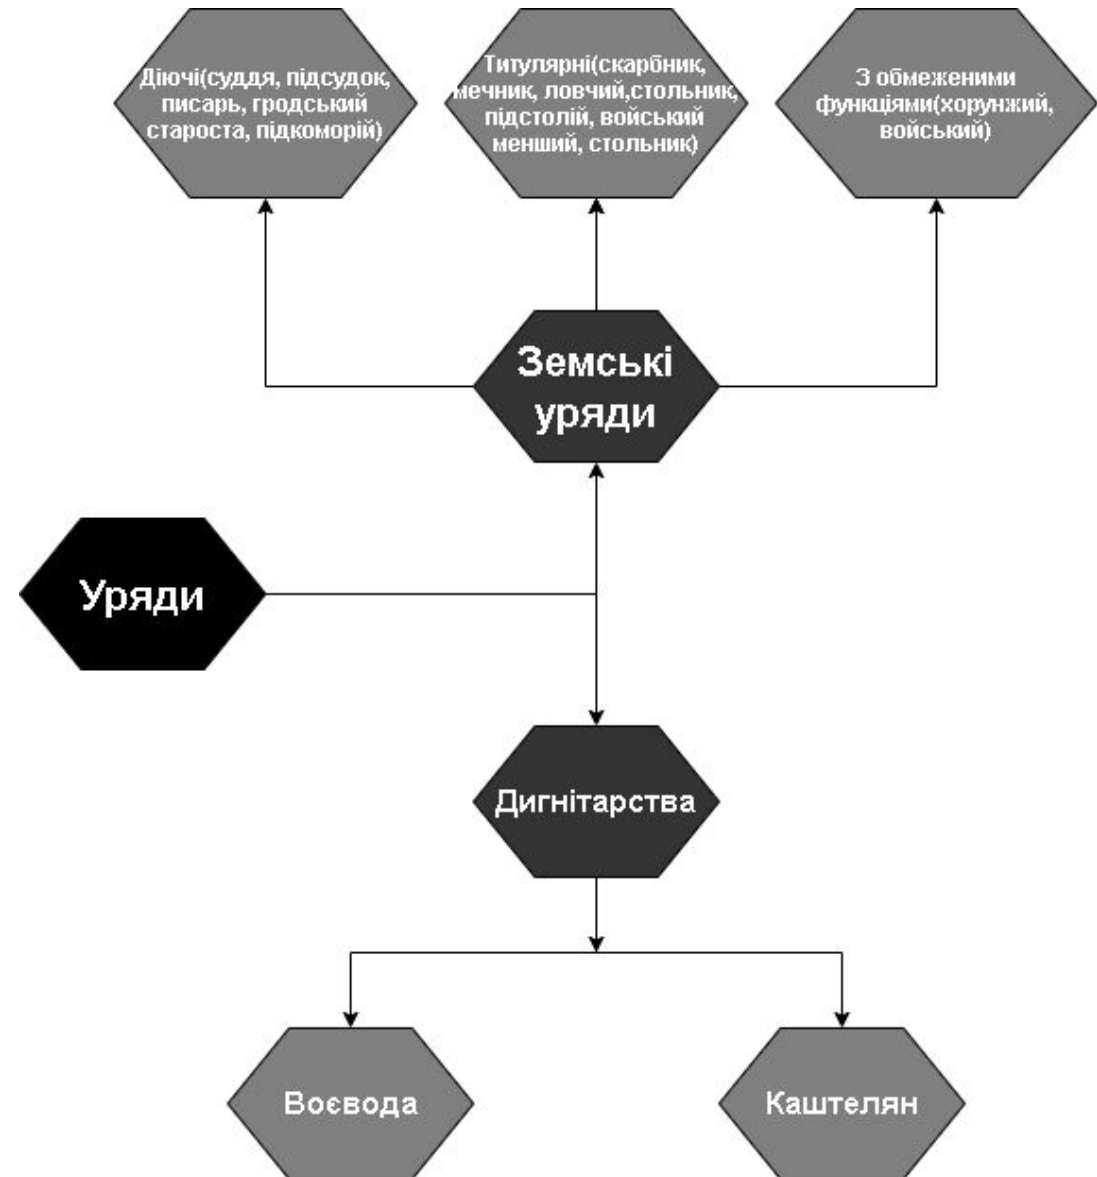 Діючі(суддя, підсудок,
писарь, гродський
староста, підкоморій)
Титулярні(скарбник,
мечник, ловчий,стольник,
підстолій, войський
менший, стольник)
З обмеженими
функціями(хорунжий,
войський)
Земські
уряди
Уряди
Дигнітарства
Воєвода
Каштелян